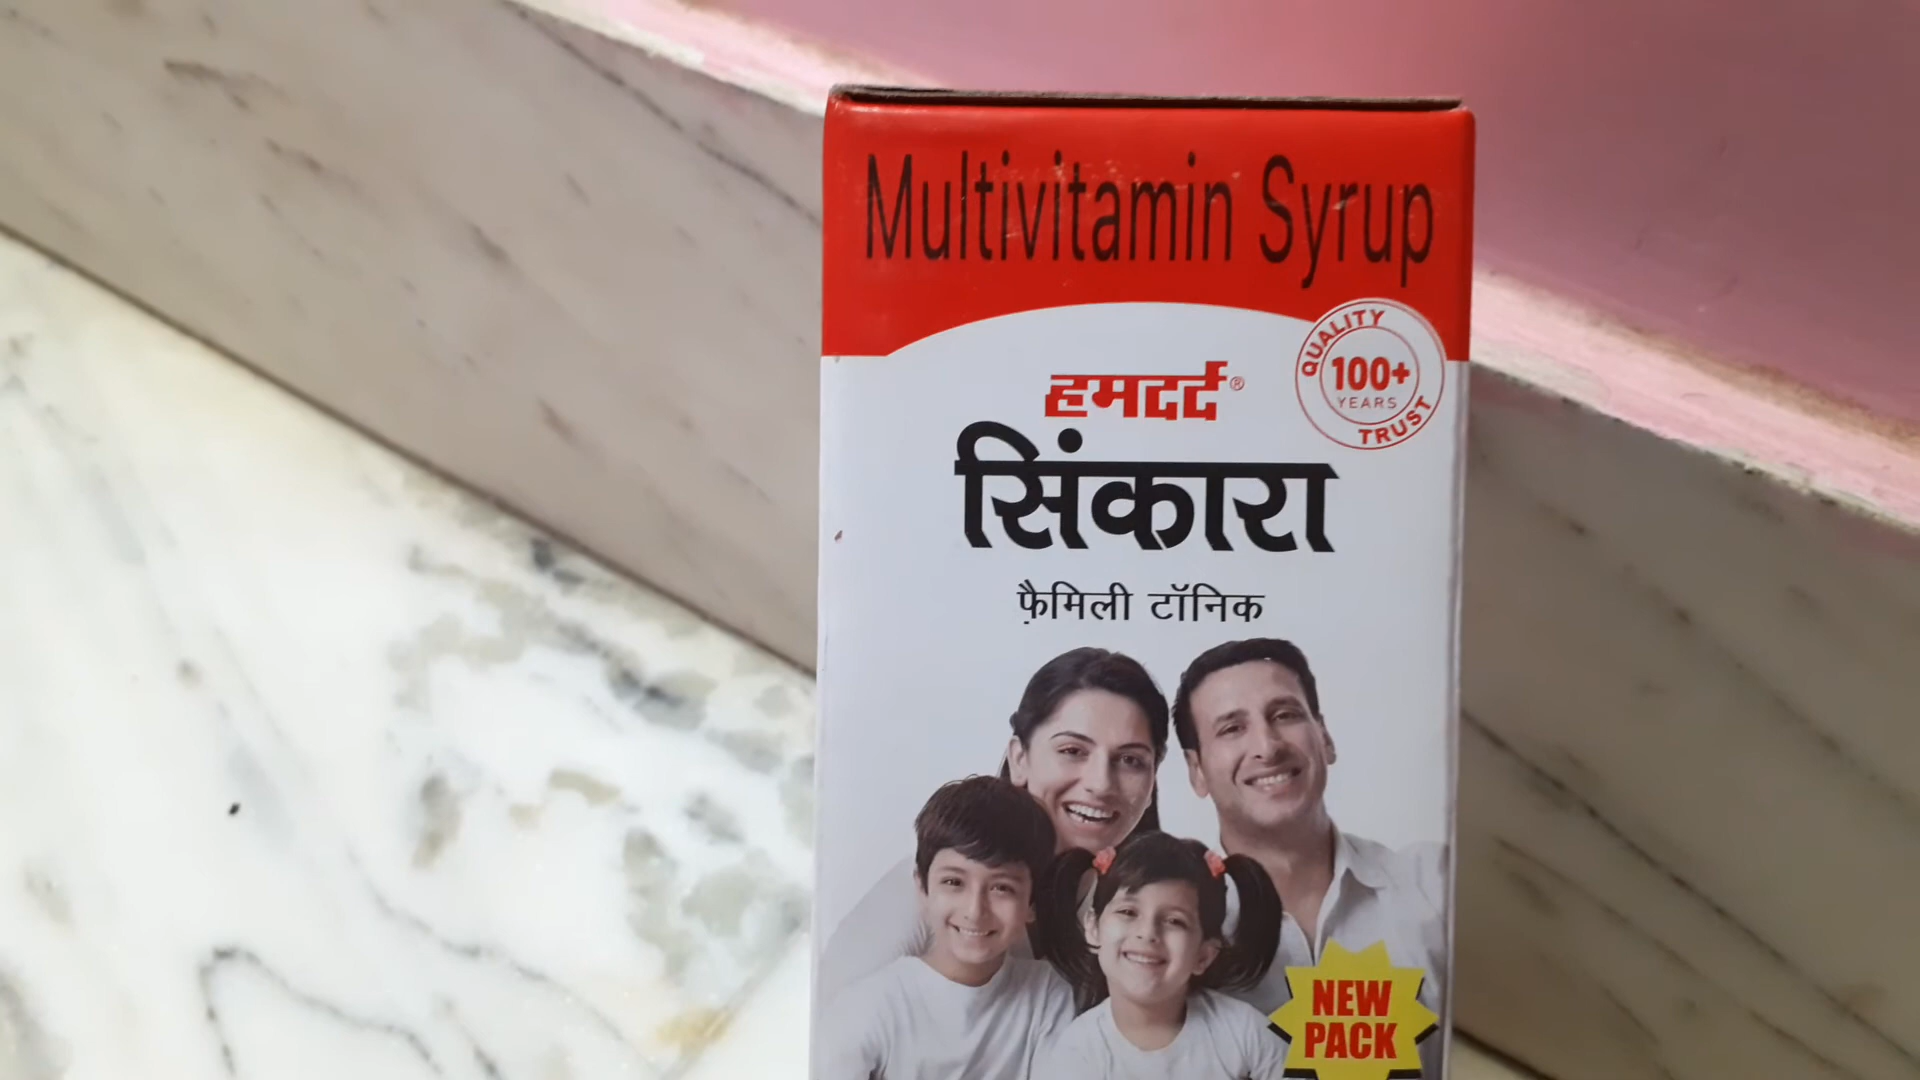 Multivitamin Syrup
QUALITY
100+
YEARS
TRUST
हमदर्द®
सिंकारा
फ़ैमिली टॉनिक
NEW
PACK